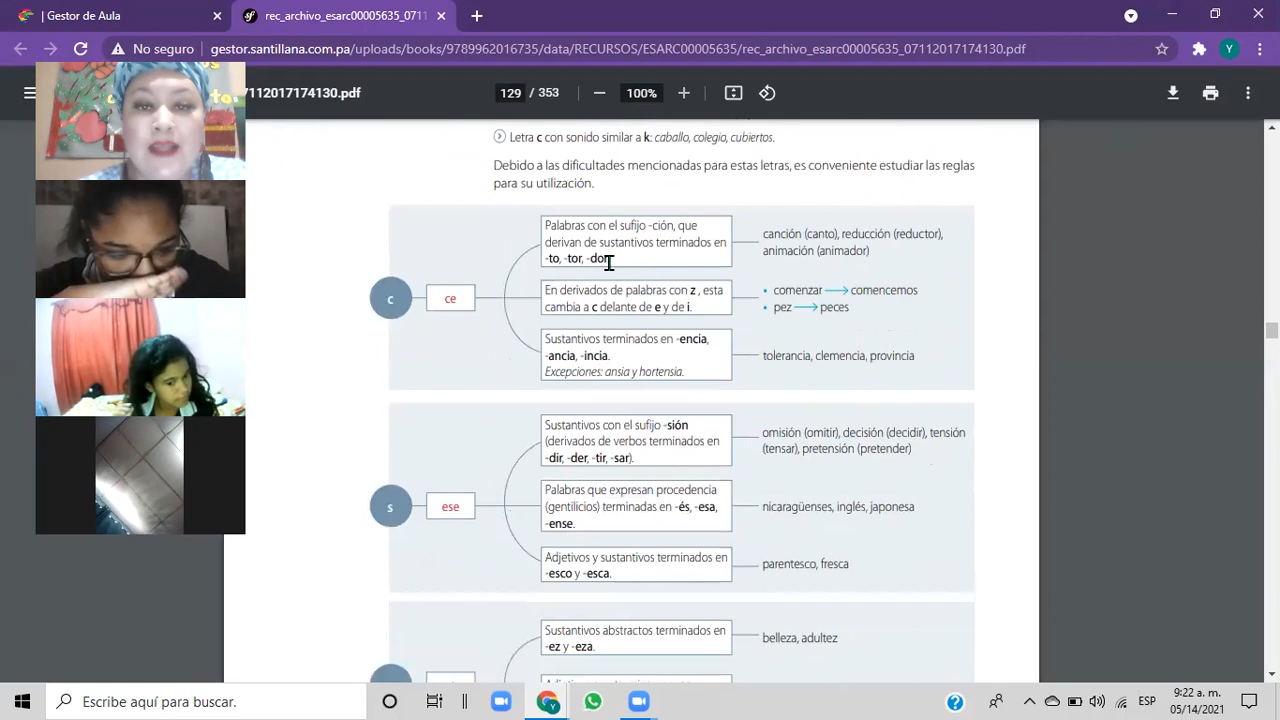 Gestor de Aula
rec_archivo_esarc00005635_0711
No seguro
gestor.santillana.com.pa/uploads/books/9789962016735/data/RECURSOS/ESARC00005635/rec_archivo_esarc00005635_07112017174130.pdf
Y
07112017174130.pdf
129 / 353
100%
Letra c con sonido similar a k: caballo, colegio, cubiertos.
Debido a las dificultades mencionadas para estas letras, es conveniente estudiar las reglas
para su utilización.
c
ce
Palabras con el sufijo -ción, que
derivan de sustantivos terminados en
-to, -tor, -dor.
canción (canto), reducción (reductor),
animación (animador)
En derivados de palabras con z , esta
cambia a c delante de e y de i.
• comenzar → comencemos
• pez → peces
Sustantivos terminados en -encia,
-ancia, -incia.
Excepciones: ansia y hortensia.
tolerancia, clemencia, provincia
s
ese
Sustantivos con el sufijo -sión
(derivados de verbos terminados en
-dir, -der, -tir, -sar).
omisión (omitir), decisión (decidir), tensión
(tensar), pretensión (pretender)
Palabras que expresan procedencia
(gentilicios) terminadas en -és, -esa,
-ense.
nicaragüenses, inglés, japonesa
Adjetivos y sustantivos terminados en
-esco y -esca.
parentesco, fresca
Sustantivos abstractos terminados en
-ez y -eza.
belleza, adultez
Escribe aquí para buscar.
ESP
9:22 a. m.
05/14/2021